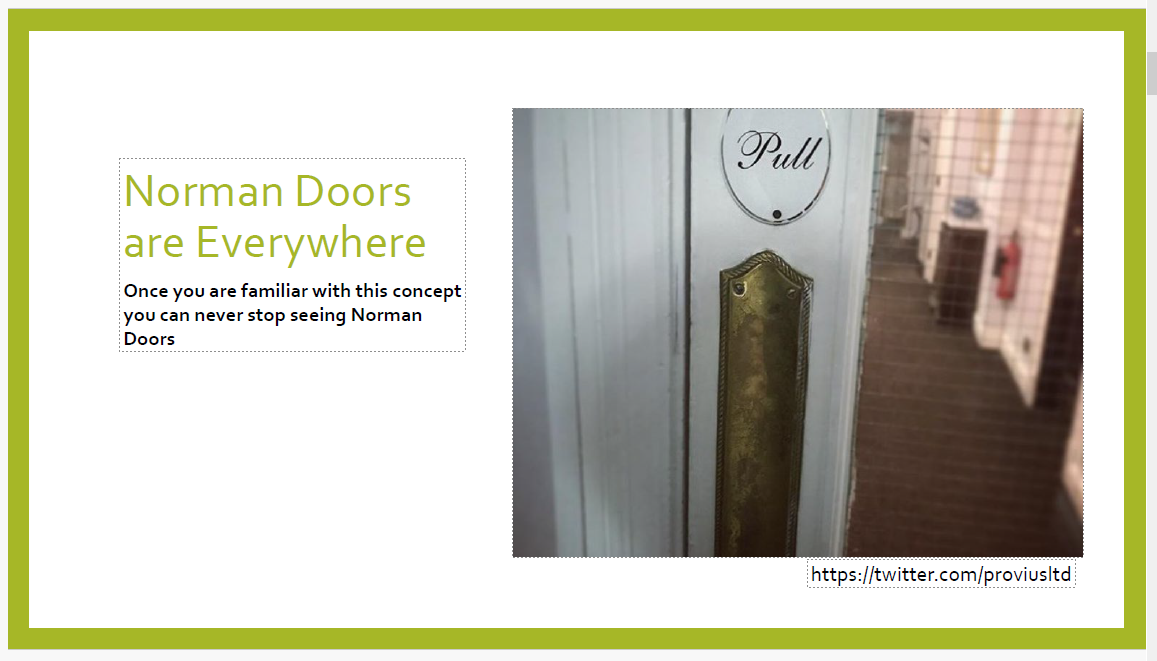 Norman Doors
are Everywhere
Once you are familiar with this concept
you can never stop seeing Norman
Doors
Pull
https://twitter.com/proviusltd